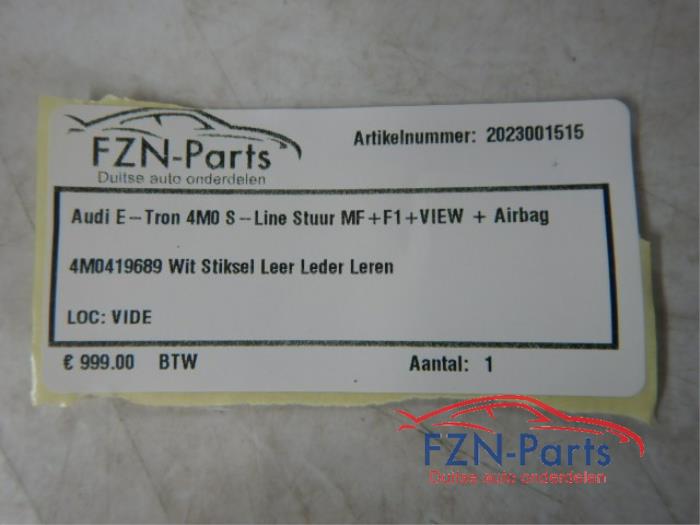 FZN-Parts
Duitse auto onderdelen
Artikelnummer: 2023001515
Audi E-Tron 4M0 S-Line Stuur MF+F1+VIEW + Airbag
4M0419689 Wit Stiksel Leer Leder Leren
LOC: VIDE
€ 999.00 BTW
Aantal: 1
FZN-Parts
Duitse auto onderdelen